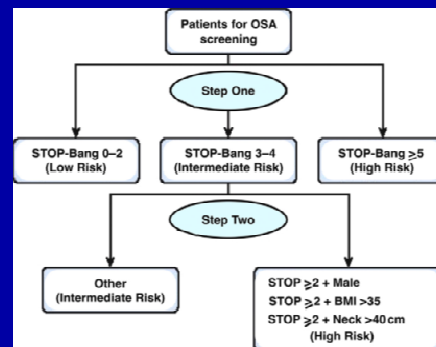 Patients for OSA
screening
Step One
STOP-Bang 0–2
(Low Risk)
STOP-Bang 3–4
(Intermediate Risk)
STOP-Bang ≥5
(High Risk)
Step Two
Other
(Intermediate Risk)
STOP ≥2 + Male
STOP ≥2 + BMI >35
STOP ≥2 + Neck >40cm
(High Risk)